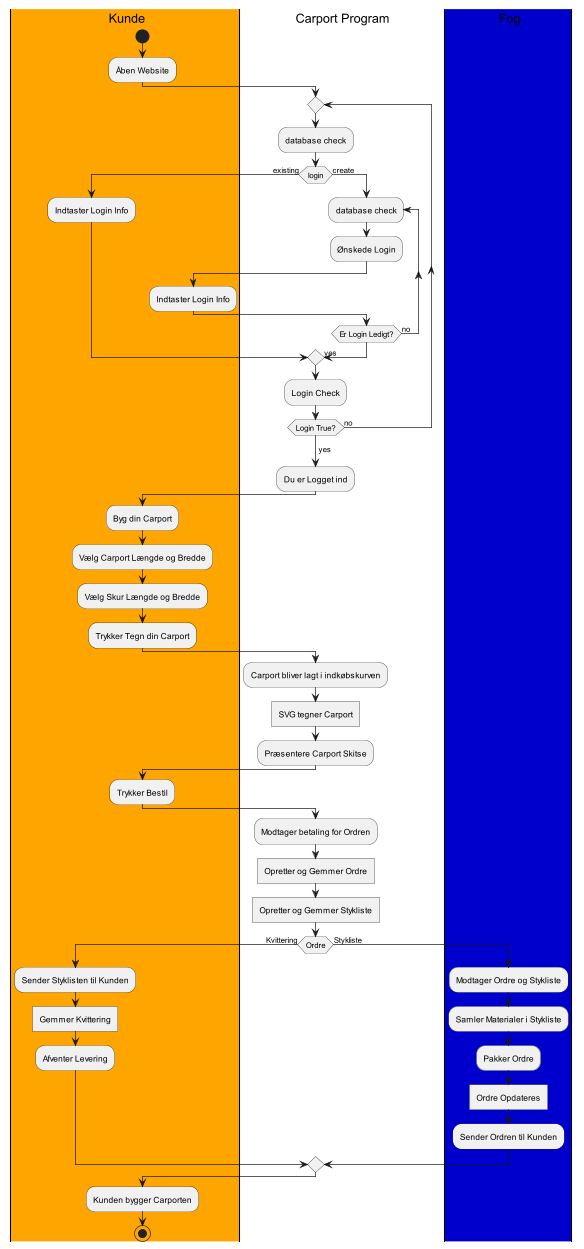 Kunde
Carport Program
Fog
Åben Website
database check
existing
login
create
Indtaster Login Info
database check
Ønskede Login
Indtaster Login Info
Er Login Ledigt?
no
yes
Login Check
Login True?
no
yes
Du er Logget ind
Byg din Carport
Vælg Carport Længde og Bredde
Vælg Skur Længde og Bredde
Trykker Tegn din Carport
Carport bliver lagt i indkøbskurven
SVG tegner Carport
Præsentere Carport Skitse
Trykker Bestil
Modtager betaling for Ordren
Opretter og Gemmer Ordre
Opretter og Gemmer Stykliste
Kvittering
Ordre
Stykliste
Sender Styklisten til Kunden
Modtager Ordre og Stykliste
Gemmer Kvittering
Samler Materialer i Stykliste
Afventer Levering
Pakker Ordre
Ordre Opdateres
Sender Ordren til Kunden
Kunden bygger Carporten